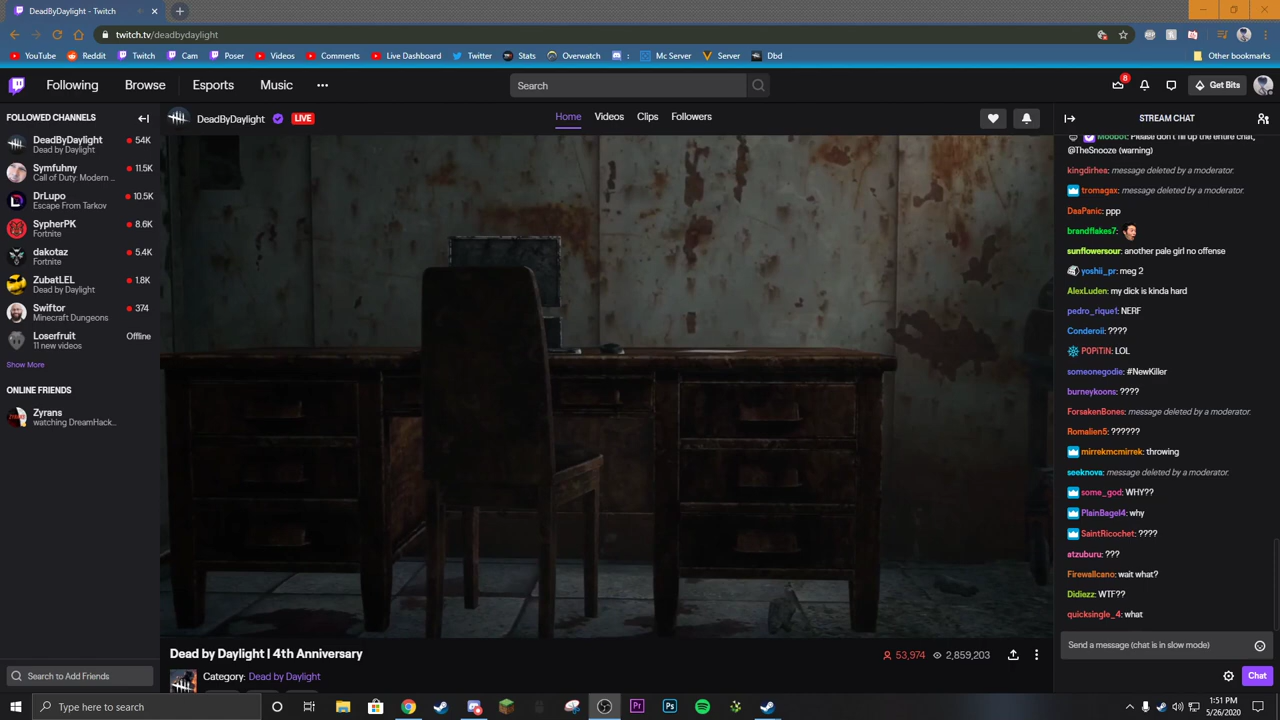 DeadByDaylight - Twitch
twitch.tv/deadbydaylight
YouTube Reddit Twitch Cam Poser Videos Comments Live Dashboard Twitter Stats Overwatch : Mc Server Server Dbd Other bookmarks
Following Browse Esports Music Search 8 Get Bits
FOLLOWED CHANNELS
DeadByDaylight 54K
Dead by Daylight
Symfuhny 11.5K
Call of Duty: Modern ...
DrLupo 10.5K
Escape From Tarkov
SypherPK 8.6K
Fortnite
dakotaz 5.4K
Fortnite
ZubatLEL 1.8K
Dead by Daylight
Swiftor 374
Minecraft Dungeons
Loserfruit Offline
11 new videos
Show More
ONLINE FRIENDS
Zyrans
watching DreamHack...
Search to Add Friends
DeadByDaylight LIVE Home Videos Clips Followers
Dead by Daylight | 4th Anniversary
53,974 2,859,203
Category: Dead by Daylight
STREAM CHAT
Moobot: Please don't fill up the entire chat,
@TheSnooze (warning)
kingdirhea: message deleted by a moderator.
tromagax: message deleted by a moderator.
DaaPanic: ppp
brandflakes7:
sunflowersour: another pale girl no offense
yoshii_pr: meg 2
AlexLuden: my dick is kinda hard
pedro_riquef: NERF
Conderoii: ????
P0PiTiN: LOL
someonegodie: #NewKiller
burneykoons: ????
ForsakenBones: message deleted by a moderator.
Romalien5: ??????
mirrekmcmirrek: throwing
seeknova: message deleted by a moderator.
some_god: WHY??
PlainBagel4: why
SaintRicochet: ????
atzuburu: ???
Firewallcano: wait what?
Didiezz: WTF??
quicksingle_4: what
Send a message (chat is in slow mode)
Chat
Type here to search
1:51 PM
5/26/2020